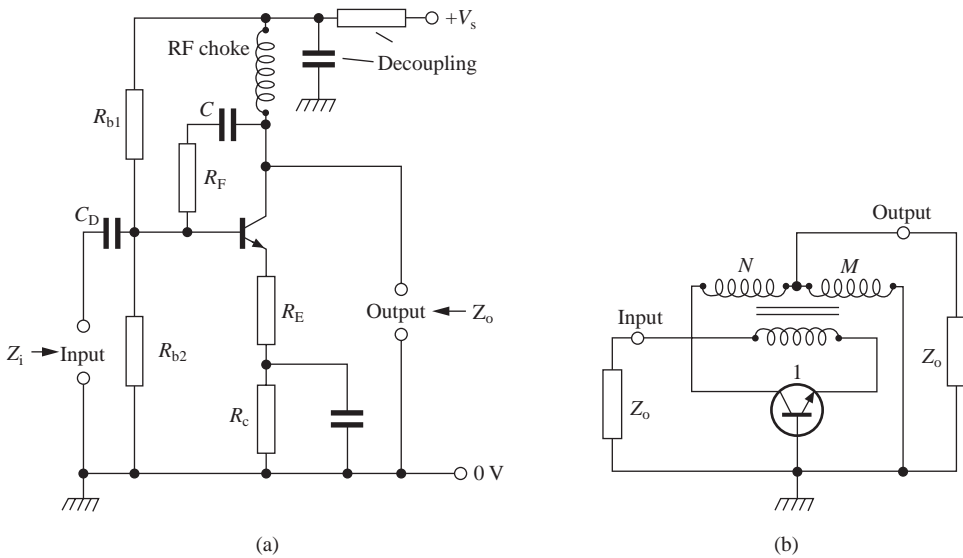 +Vs
RF choke
Decoupling
Rb1
C
RF
CD
RE
Output
Zo
Zi
Input
Rb2
Rc
0 V
(a)
Output
N
M
Input
Zo
1
Zo
(b)